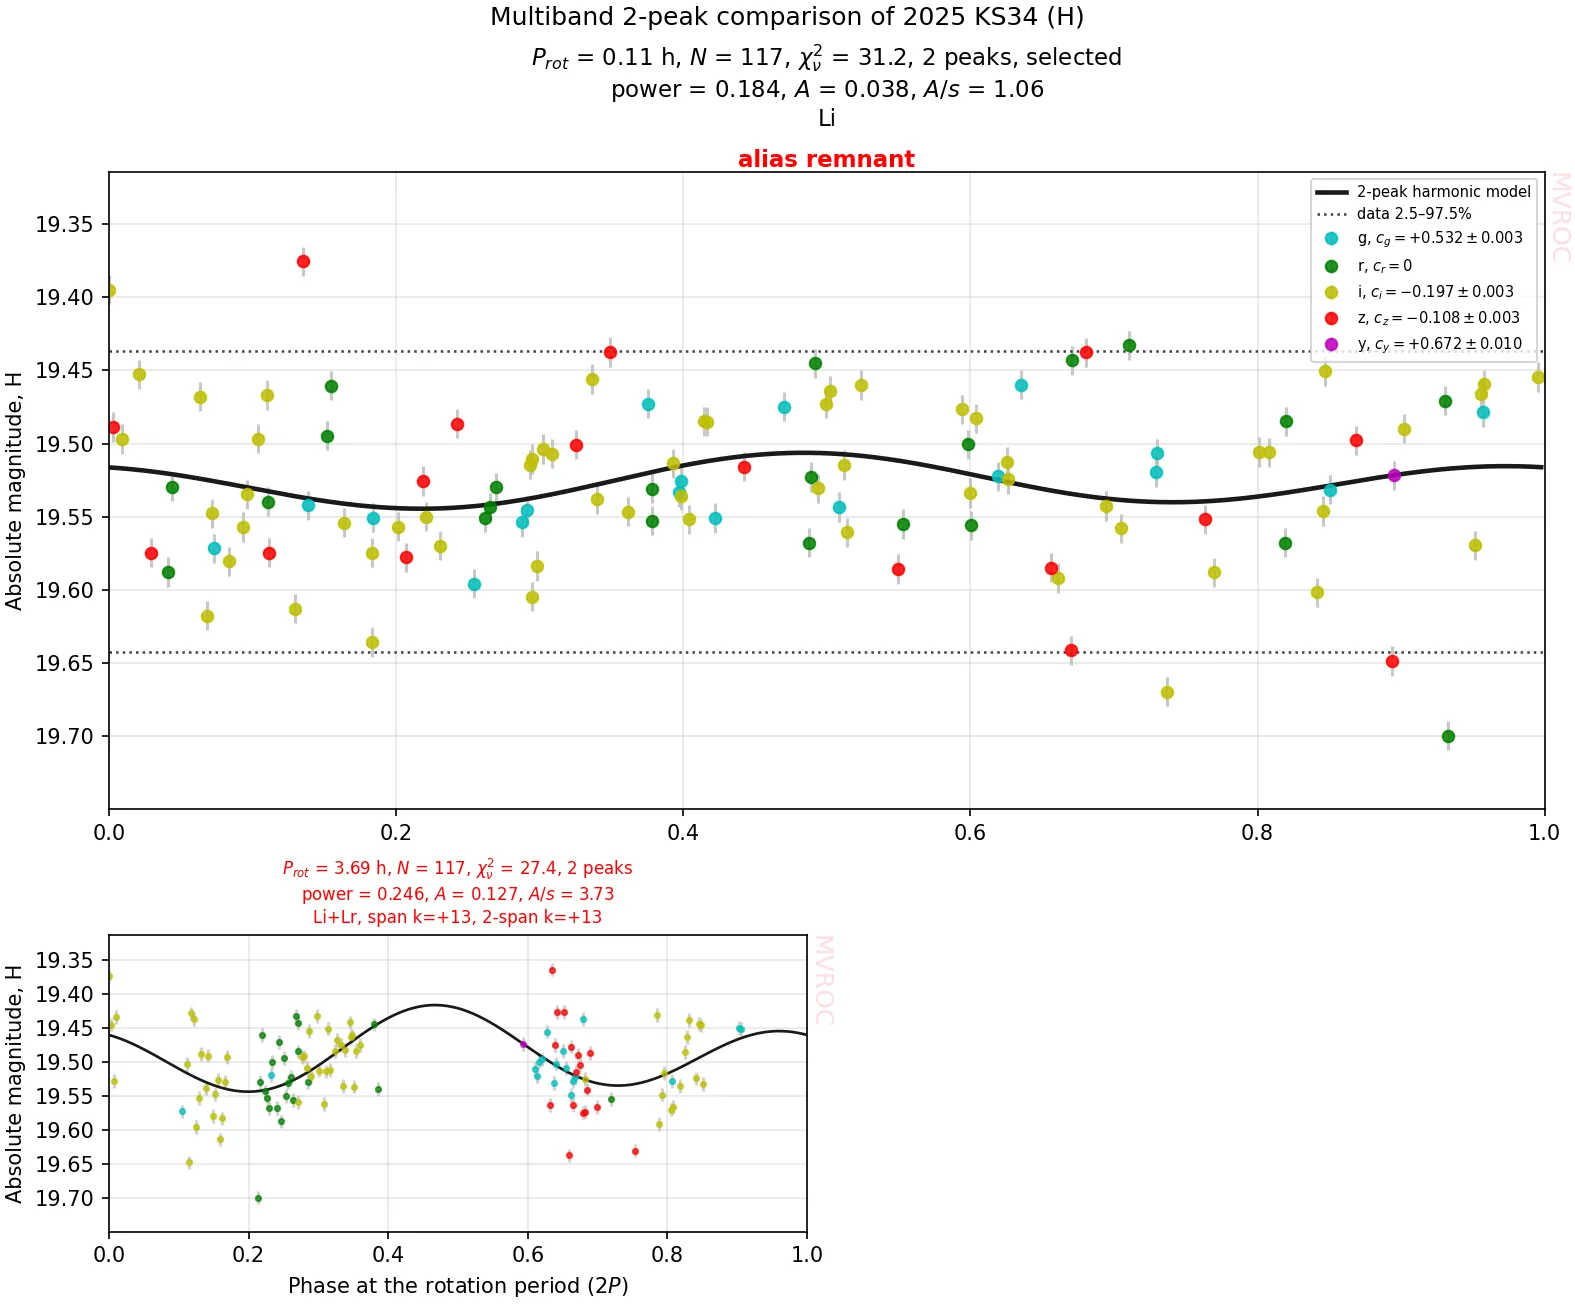 Multiband 2-peak comparison of 2025 KS34 (H)
P_rot = 0.11 h, N = 117, χ²_ν = 31.2, 2 peaks, selected
power = 0.184, A = 0.038, A/s = 1.06
Li
alias remnant
2-peak harmonic model
data 2.5–97.5%
g, c_g = +0.532 ± 0.003
r, c_r = 0
i, c_i = −0.197 ± 0.003
z, c_z = −0.108 ± 0.003
y, c_y = +0.672 ± 0.010
MVROC
Absolute magnitude, H
19.35
19.40
19.45
19.50
19.55
19.60
19.65
19.70
0.0 0.2 0.4 0.6 0.8 1.0
P_rot = 3.69 h, N = 117, χ²_ν = 27.4, 2 peaks
power = 0.246, A = 0.127, A/s = 3.73
Li+Lr, span k=+13, 2-span k=+13
MVROC
Absolute magnitude, H
19.35
19.40
19.45
19.50
19.55
19.60
19.65
19.70
0.0 0.2 0.4 0.6 0.8 1.0
Phase at the rotation period (2P)